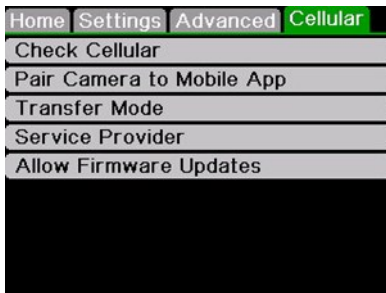 Home Settings Advanced Cellular
Check Cellular
Pair Camera to Mobile App
Transfer Mode
Service Provider
Allow Firmware Updates